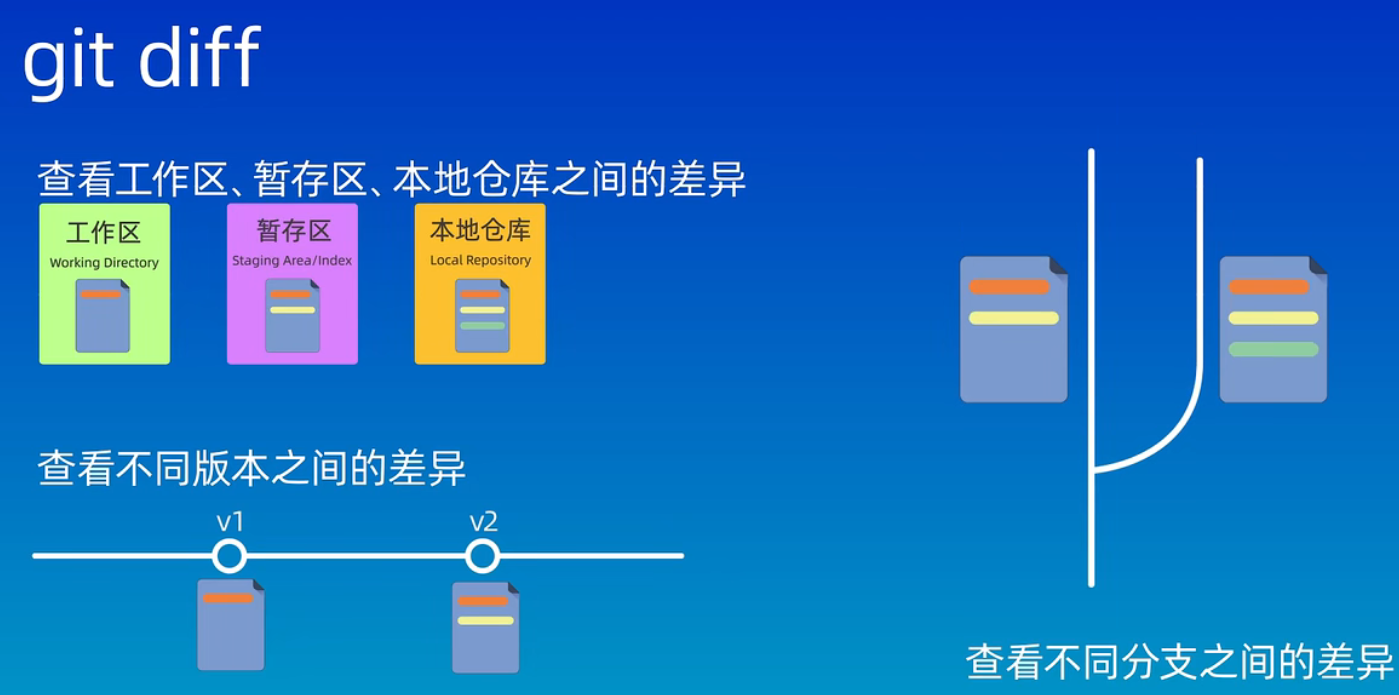 git diff
查看工作区、暂存区、本地仓库之间的差异
工作区
Working Directory
暂存区
Staging Area/Index
本地仓库
Local Repository
查看不同版本之间的差异
v1
v2
查看不同分支之间的差异